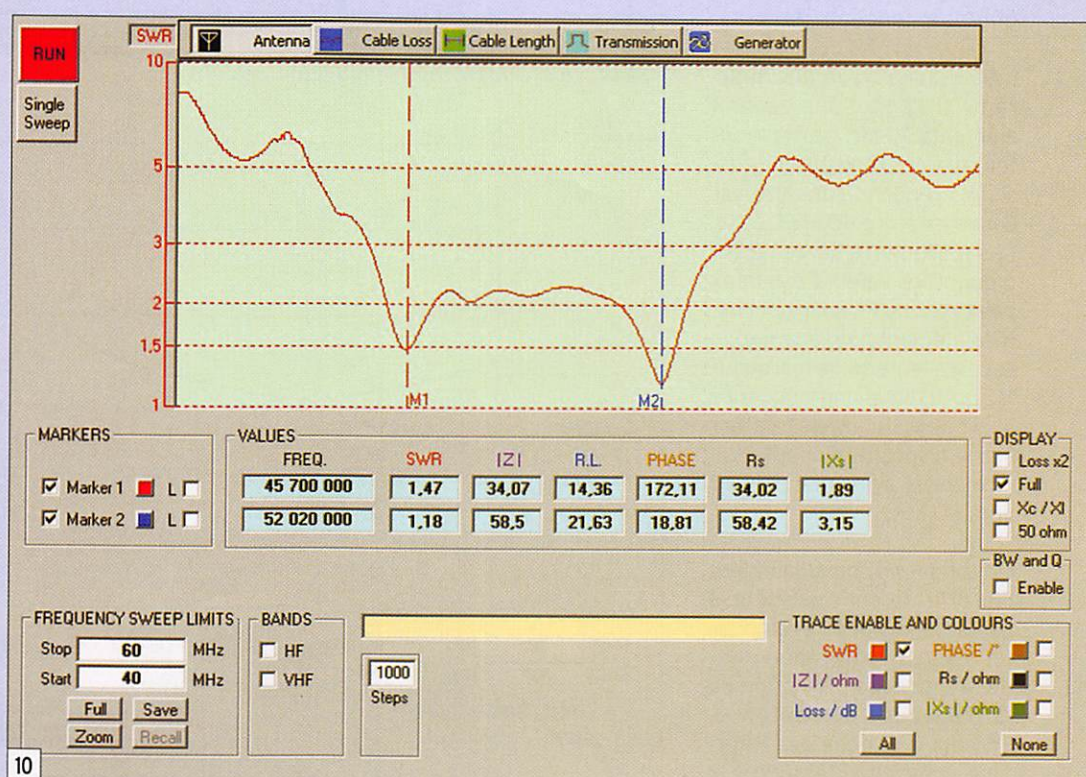 RUN
Single
Sweep
SWR
Antenna Cable Loss Cable Length Transmission Generator
10
5
3
2
1,5
1
M1 M2
MARKERS
Marker 1 L
Marker 2 L
VALUES
FREQ. SWR |Z| R.L. PHASE Rs |Xs|
45 700 000 1,47 34,07 14,36 172,11 34,02 1,89
52 020 000 1,18 58,5 21,63 18,81 58,42 3,15
DISPLAY
Loss x2
Full
Xc / Xl
50 ohm
BW and Q
Enable
FREQUENCY SWEEP LIMITS
Stop 60 MHz
Start 40 MHz
Full Save
Zoom Recall
BANDS
HF
VHF
1000
Steps
TRACE ENABLE AND COLOURS
SWR PHASE /°
|Z| / ohm Rs / ohm
Loss / dB |Xs| / ohm
All None
10